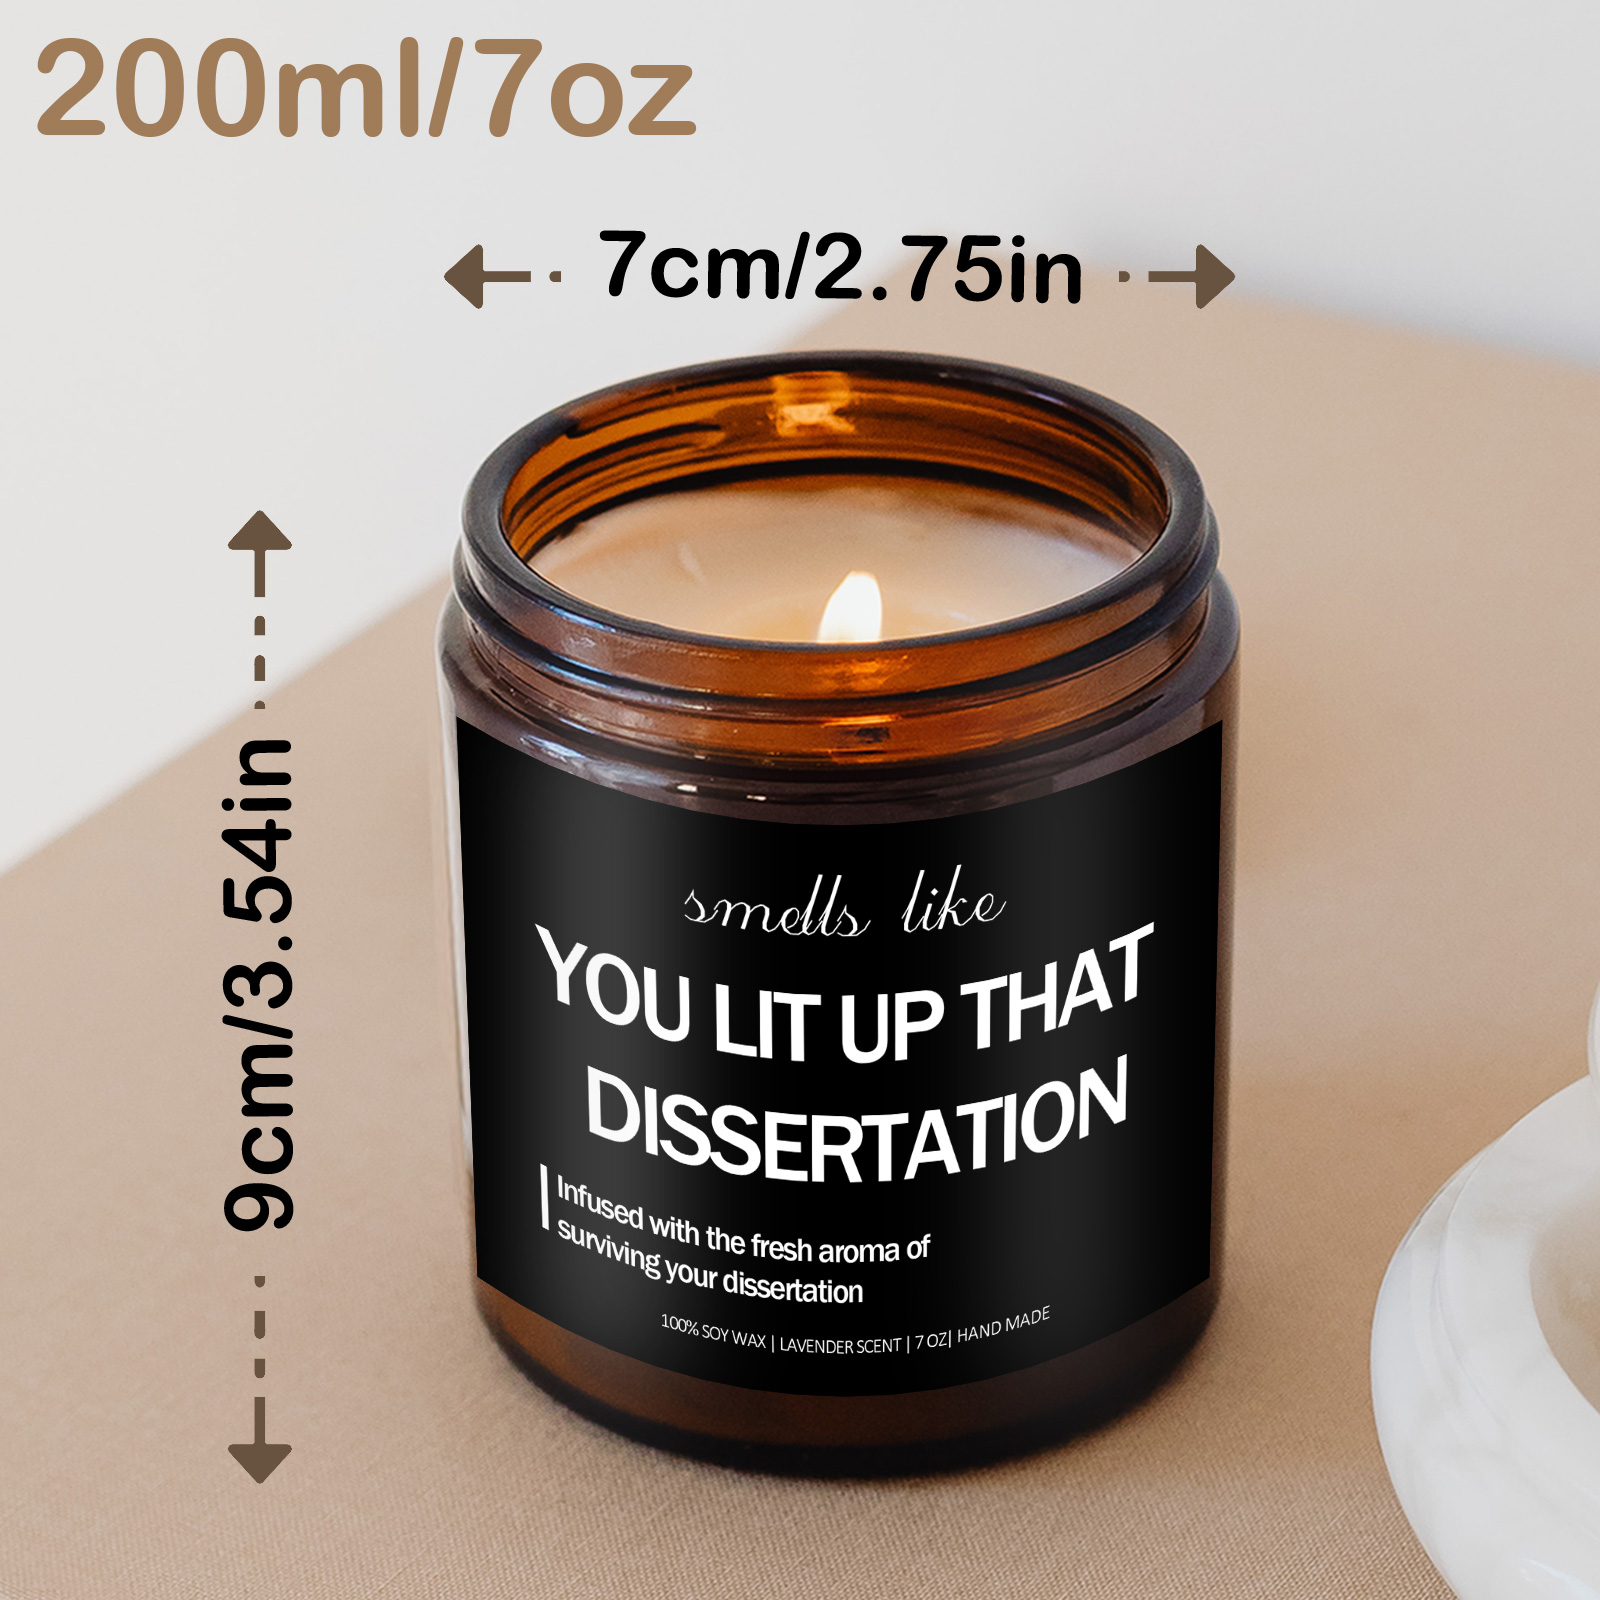 200ml/7oz
7cm/2.75in
9cm/3.54in
smells like
YOU LIT UP THAT
DISSERTATION
Infused with the fresh aroma of
surviving your dissertation
100% SOY WAX | LAVENDER SCENT | 7 OZ| HAND MADE